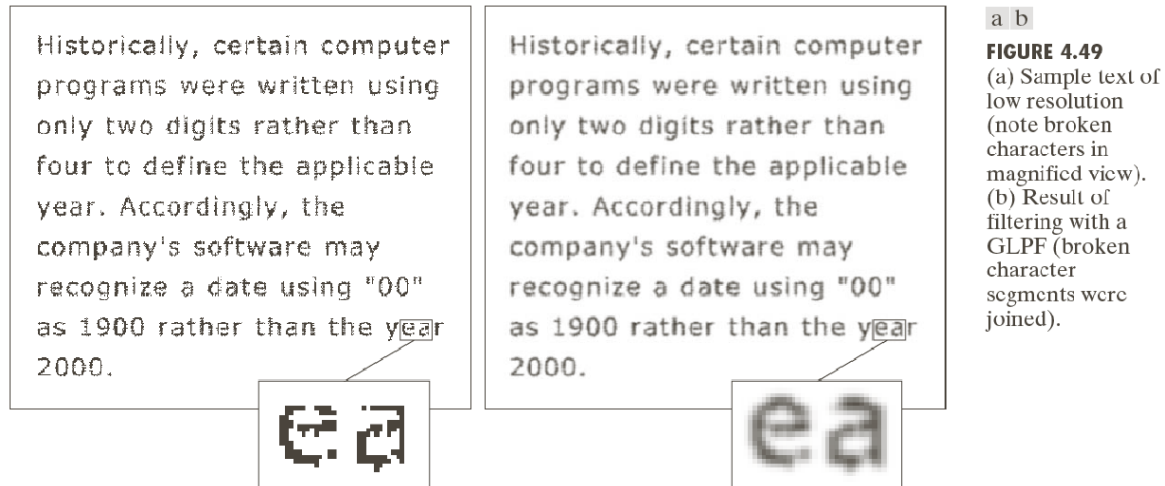 Historically, certain computer
programs were written using
only two digits rather than
four to define the applicable
year. Accordingly, the
company's software may
recognize a date using "00"
as 1900 rather than the year
2000.
ea
Historically, certain computer
programs were written using
only two digits rather than
four to define the applicable
year. Accordingly, the
company's software may
recognize a date using "00"
as 1900 rather than the year
2000.
ea
a b
FIGURE 4.49
(a) Sample text of
low resolution
(note broken
characters in
magnified view).
(b) Result of
filtering with a
GLPF (broken
character
segments were
joined).